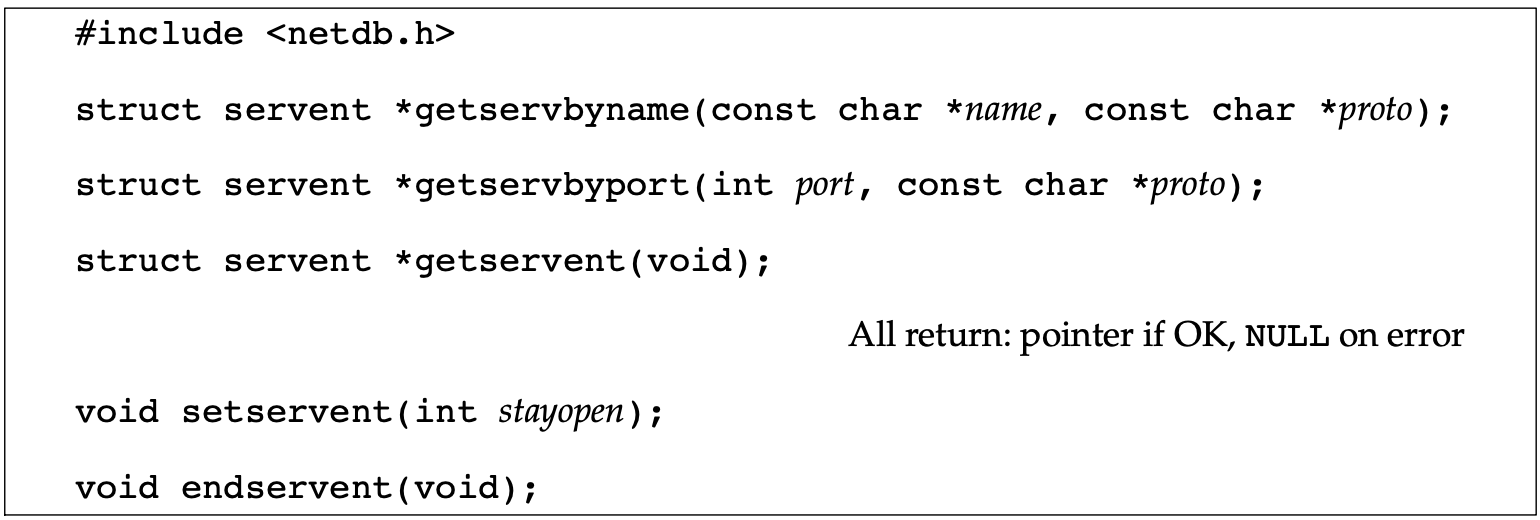 #include <netdb.h>
struct servent *getservbyname(const char *name, const char *proto);
struct servent *getservbyport(int port, const char *proto);
struct servent *getservent(void);
All return: pointer if OK, NULL on error
void setservent(int stayopen);
void endservent(void);